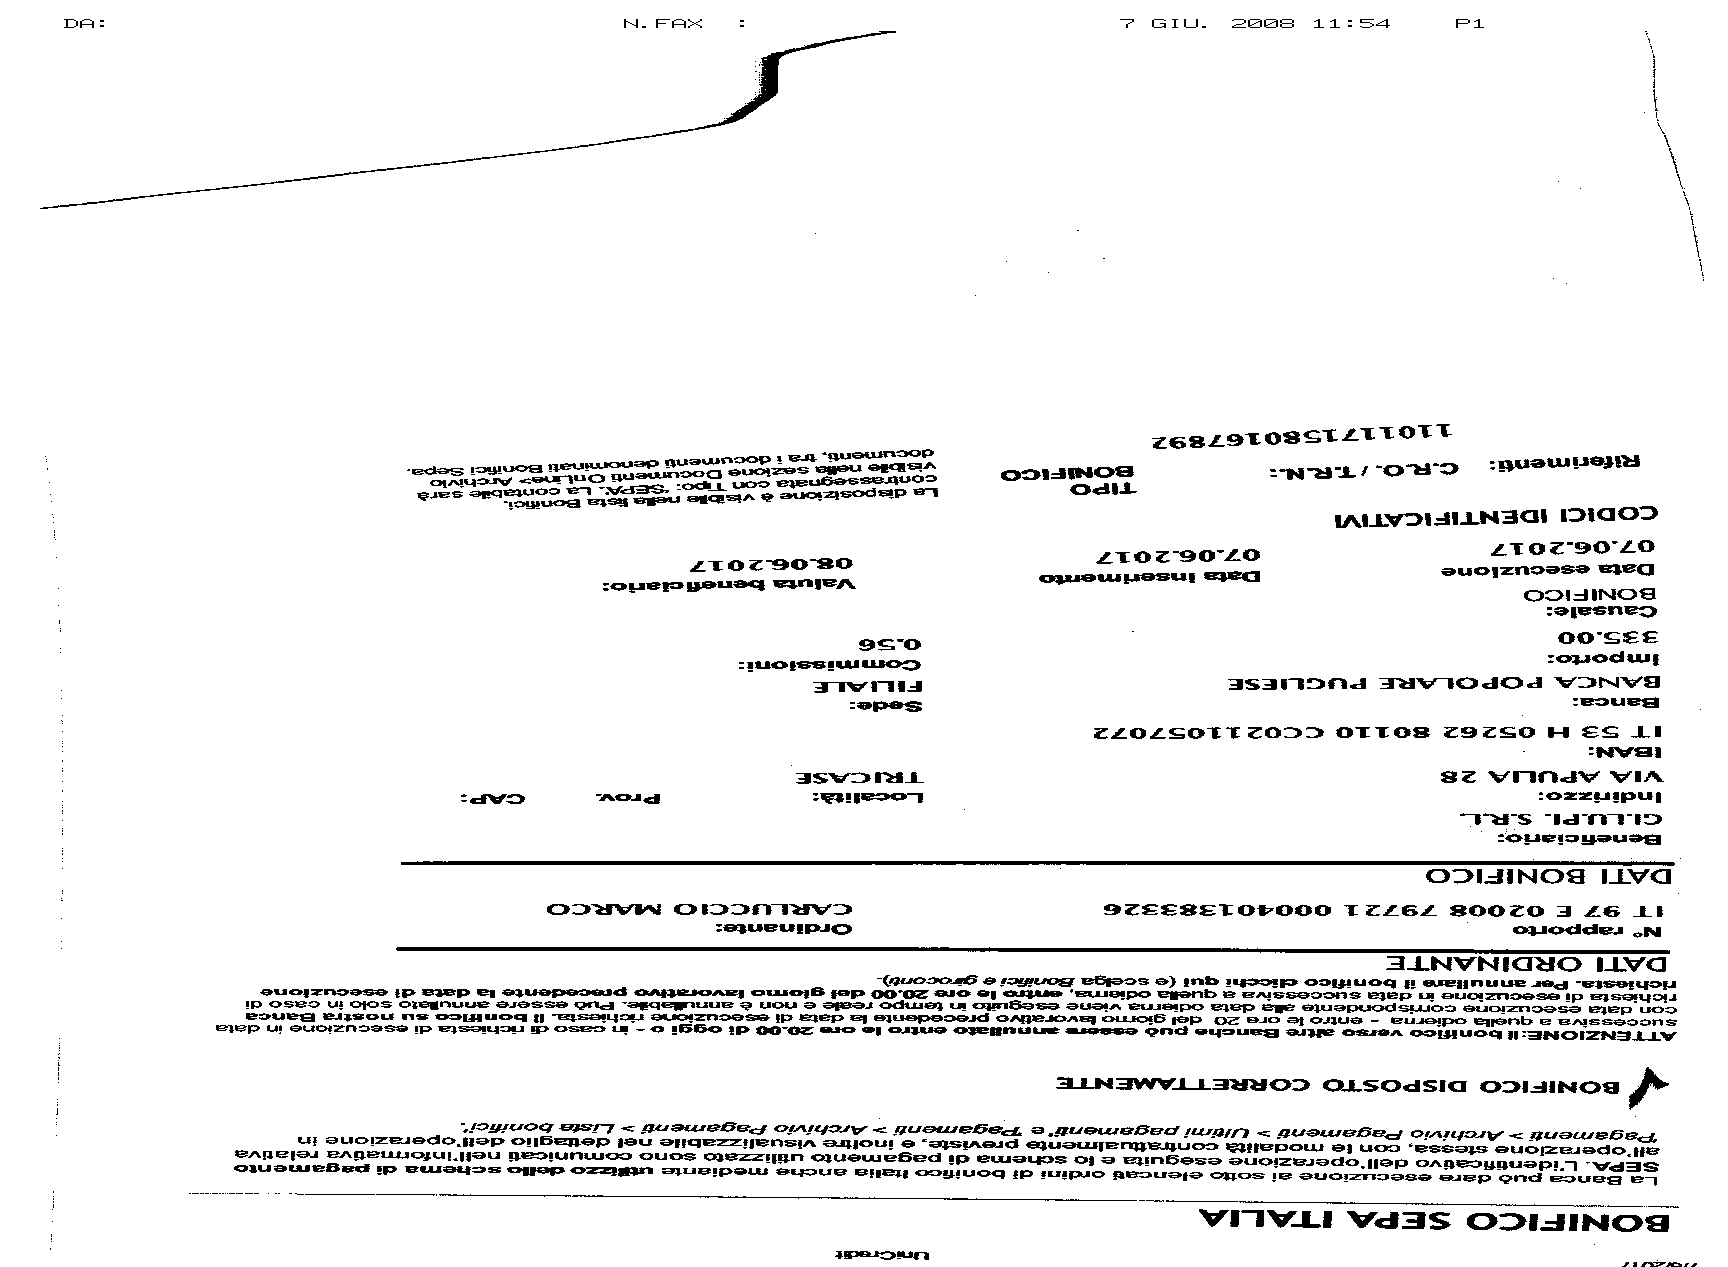 DA: N.FAX : 7 GIU. 2008 11:54 P1
7/6/2017
UniCredit
BONIFICO SEPA ITALIA
La Banca può dare esecuzione ai sotto elencati ordini di bonifico Italia anche mediante utilizzo dello schema di pagamento
SEPA. L'identificativo dell'operazione eseguita e lo schema di pagamento utilizzato sono comunicati nell'informativa relativa
all'operazione stessa, con le modalità contrattualmente previste, e inoltre visualizzabile nel dettaglio dell'operazione in
"Pagamenti > Archivio Pagamenti > Ultimi pagamenti" e "Pagamenti > Archivio Pagamenti > Lista bonifici".
BONIFICO DISPOSTO CORRETTAMENTE
ATTENZIONE: Il bonifico verso altre Banche può essere annullato entro le ore 20.00 di oggi o - in caso di richiesta di esecuzione in data
successiva a quella odierna - entro le ore 20 del giorno lavorativo precedente la data di esecuzione richiesta. Il bonifico su nostra Banca
con data esecuzione corrispondente alla data odierna viene eseguito in tempo reale e non è annullabile. Può essere annullato solo in caso di
richiesta di esecuzione in data successiva a quella odierna, entro le ore 20.00 del giorno lavorativo precedente la data di esecuzione
richiesta. Per annullare il bonifico clicchi qui (e scelga Bonifici e giroconti).
DATI ORDINANTE
N° rapporto Ordinante:
IT 97 E 02008 79721 000401383326 CARLUCCIO MARCO
DATI BONIFICO
Beneficiario:
CI.LU.PI. S.R.L.
Indirizzo: Località: Prov. CAP:
VIA APULIA 28 TRICASE
IBAN:
IT 53 H 05262 80110 CC0211057072
Banca: Sede:
BANCA POPOLARE PUGLIESE FILIALE
Importo: Commissioni:
335.00 0.56
Causale:
BONIFICO
Data esecuzione Data inserimento Valuta beneficiario:
07.06.2017 07.06.2017 08.06.2017
CODICI IDENTIFICATIVI
Riferimenti: C.R.O. / T.R.N.: TIPO BONIFICO
1101171580167892
La disposizione è visibile nella lista Bonifici.
contrassegnata con Tipo: "SEPA". La contabile sarà
visibile nella sezione Documenti OnLine> Archivio
documenti, tra i documenti denominati Bonifici Sepa.